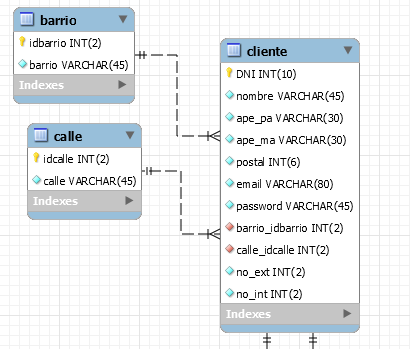 barrio
idbarrio INT(2)
barrio VARCHAR(45)
Indexes
calle
idcalle INT(2)
calle VARCHAR(45)
Indexes
cliente
DNI INT(10)
nombre VARCHAR(45)
ape_pa VARCHAR(30)
ape_ma VARCHAR(30)
postal INT(6)
email VARCHAR(80)
password VARCHAR(45)
barrio_idbarrio INT(2)
calle_idcalle INT(2)
no_ext INT(2)
no_int INT(2)
Indexes